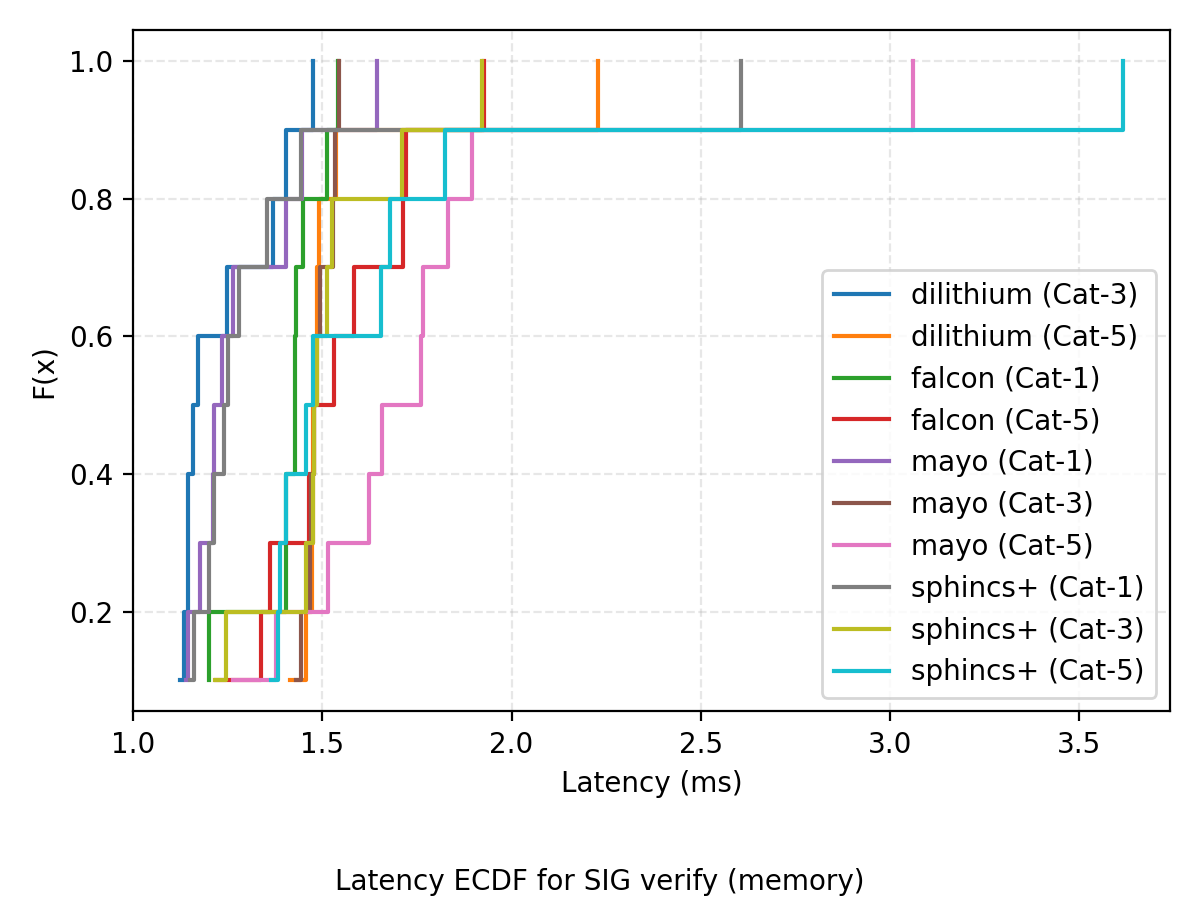 1.0
0.8
0.6
0.4
0.2
F(x)
dilithium (Cat-3)
dilithium (Cat-5)
falcon (Cat-1)
falcon (Cat-5)
mayo (Cat-1)
mayo (Cat-3)
mayo (Cat-5)
sphincs+ (Cat-1)
sphincs+ (Cat-3)
sphincs+ (Cat-5)
1.0 1.5 2.0 2.5 3.0 3.5
Latency (ms)
Latency ECDF for SIG verify (memory)